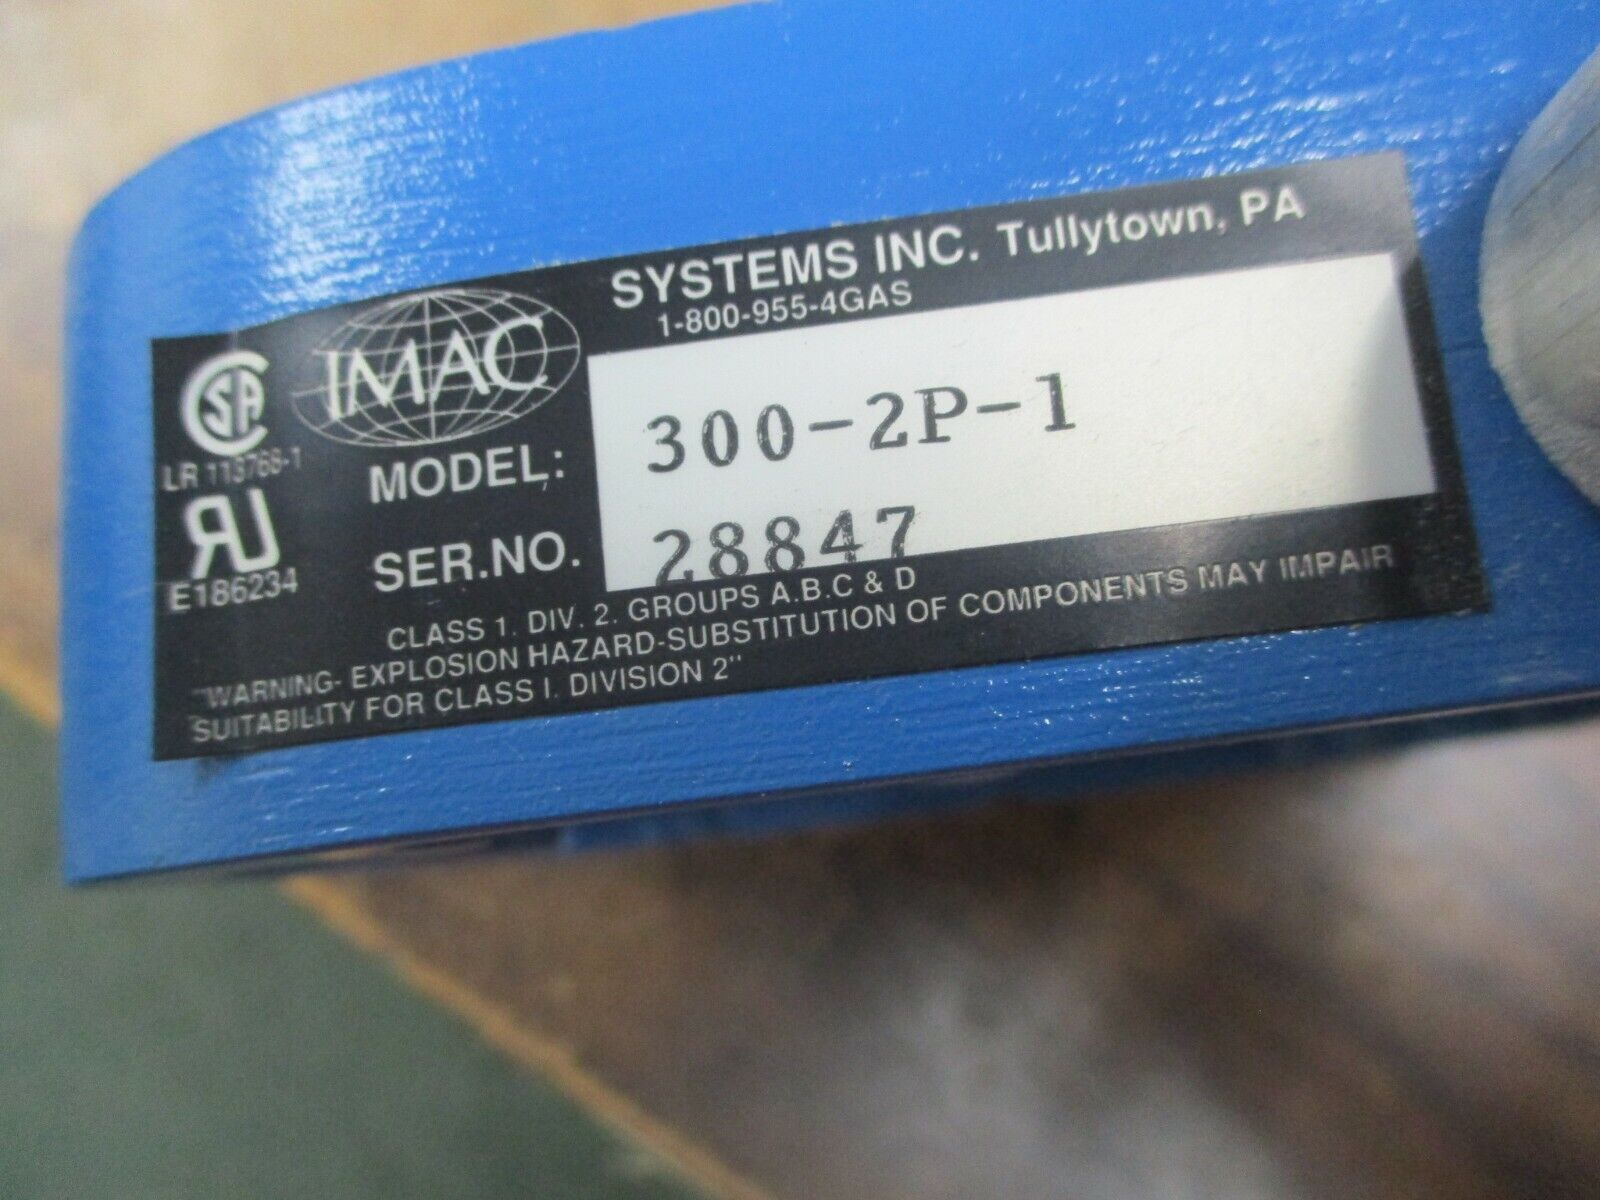 IMAC
SYSTEMS INC. Tullytown, PA
1-800-955-4GAS
CSA
LR 113768-1
RU
E186234
MODEL: 300-2P-1
SER.NO. 28847
CLASS 1. DIV. 2. GROUPS A.B.C & D
"WARNING- EXPLOSION HAZARD-SUBSTITUTION OF COMPONENTS MAY IMPAIR
SUITABILITY FOR CLASS I. DIVISION 2"